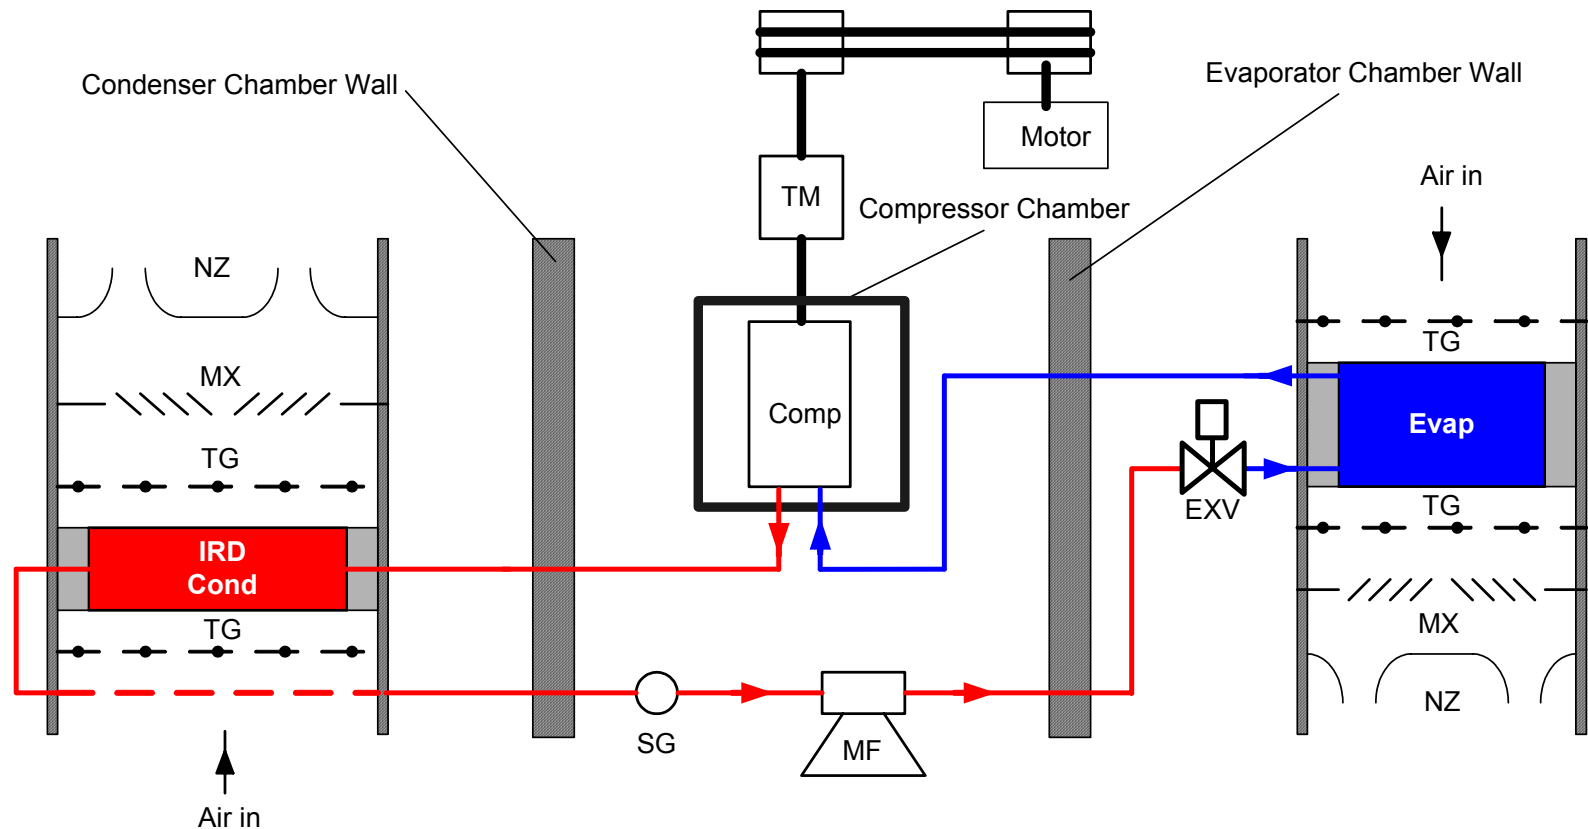 Condenser Chamber Wall
Evaporator Chamber Wall
Motor
TM
Compressor Chamber
Air in
NZ
TG
MX
Comp
Evap
TG
EXV
TG
IRD
Cond
TG
MX
NZ
SG
MF
Air in